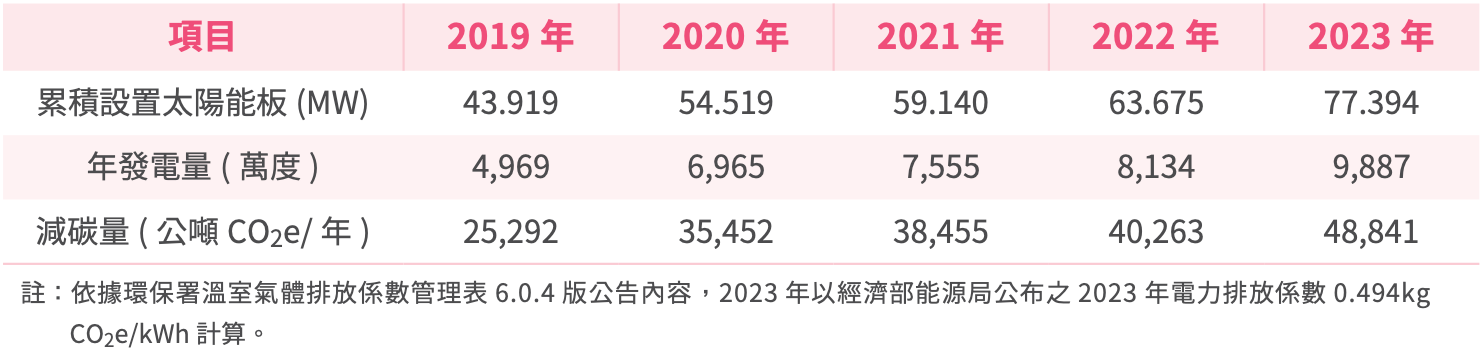 項目 2019 年 2020 年 2021 年 2022 年 2023 年
累積設置太陽能板 (MW) 43.919 54.519 59.140 63.675 77.394
年發電量 ( 萬度 ) 4,969 6,965 7,555 8,134 9,887
減碳量 ( 公噸 CO₂e/ 年 ) 25,292 35,452 38,455 40,263 48,841
註：依據環保署溫室氣體排放係數管理表 6.0.4 版公告內容，2023 年以經濟部能源局公布之 2023 年電力排放係數 0.494kg
CO₂e/kWh 計算。